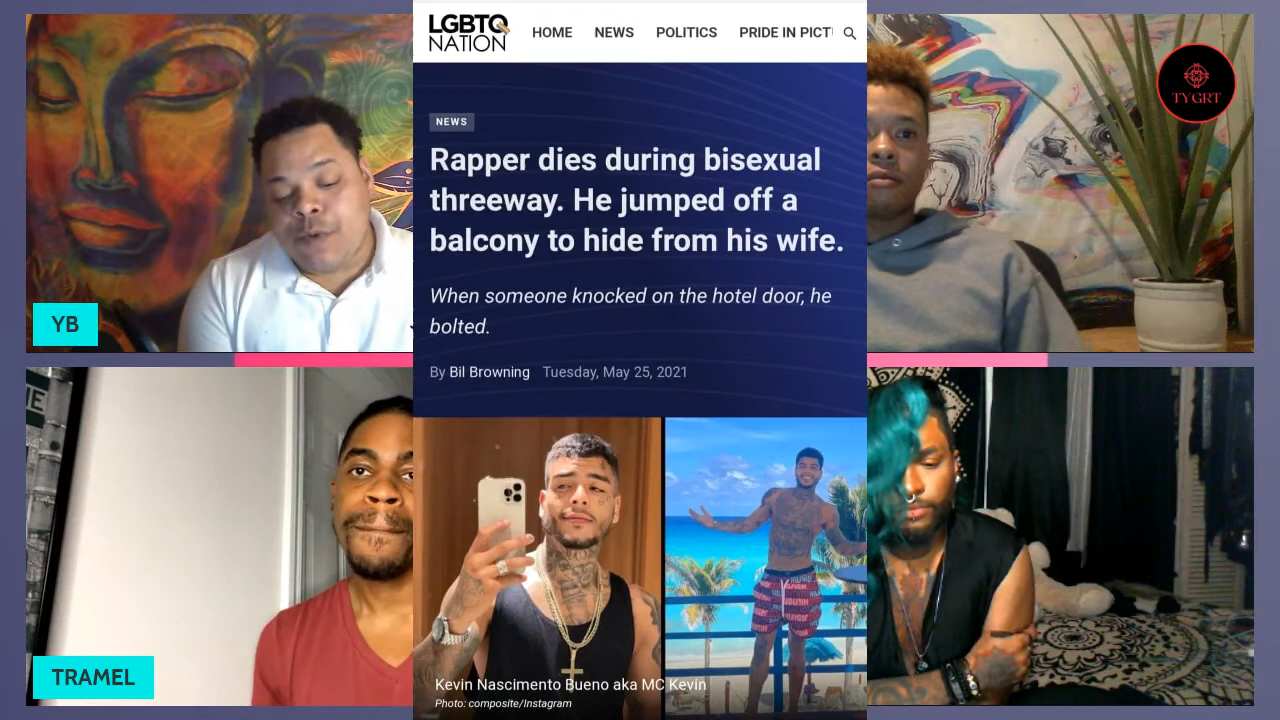 LGBTQ
NATION
HOME NEWS POLITICS PRIDE IN PICTU
TYGRT
NEWS
Rapper dies during bisexual
threeway. He jumped off a
balcony to hide from his wife.
When someone knocked on the hotel door, he
bolted.
YB
By Bil Browning Tuesday, May 25, 2021
Kevin Nascimento Bueno aka MC Kevin
Photo: composite/Instagram
TRAMEL